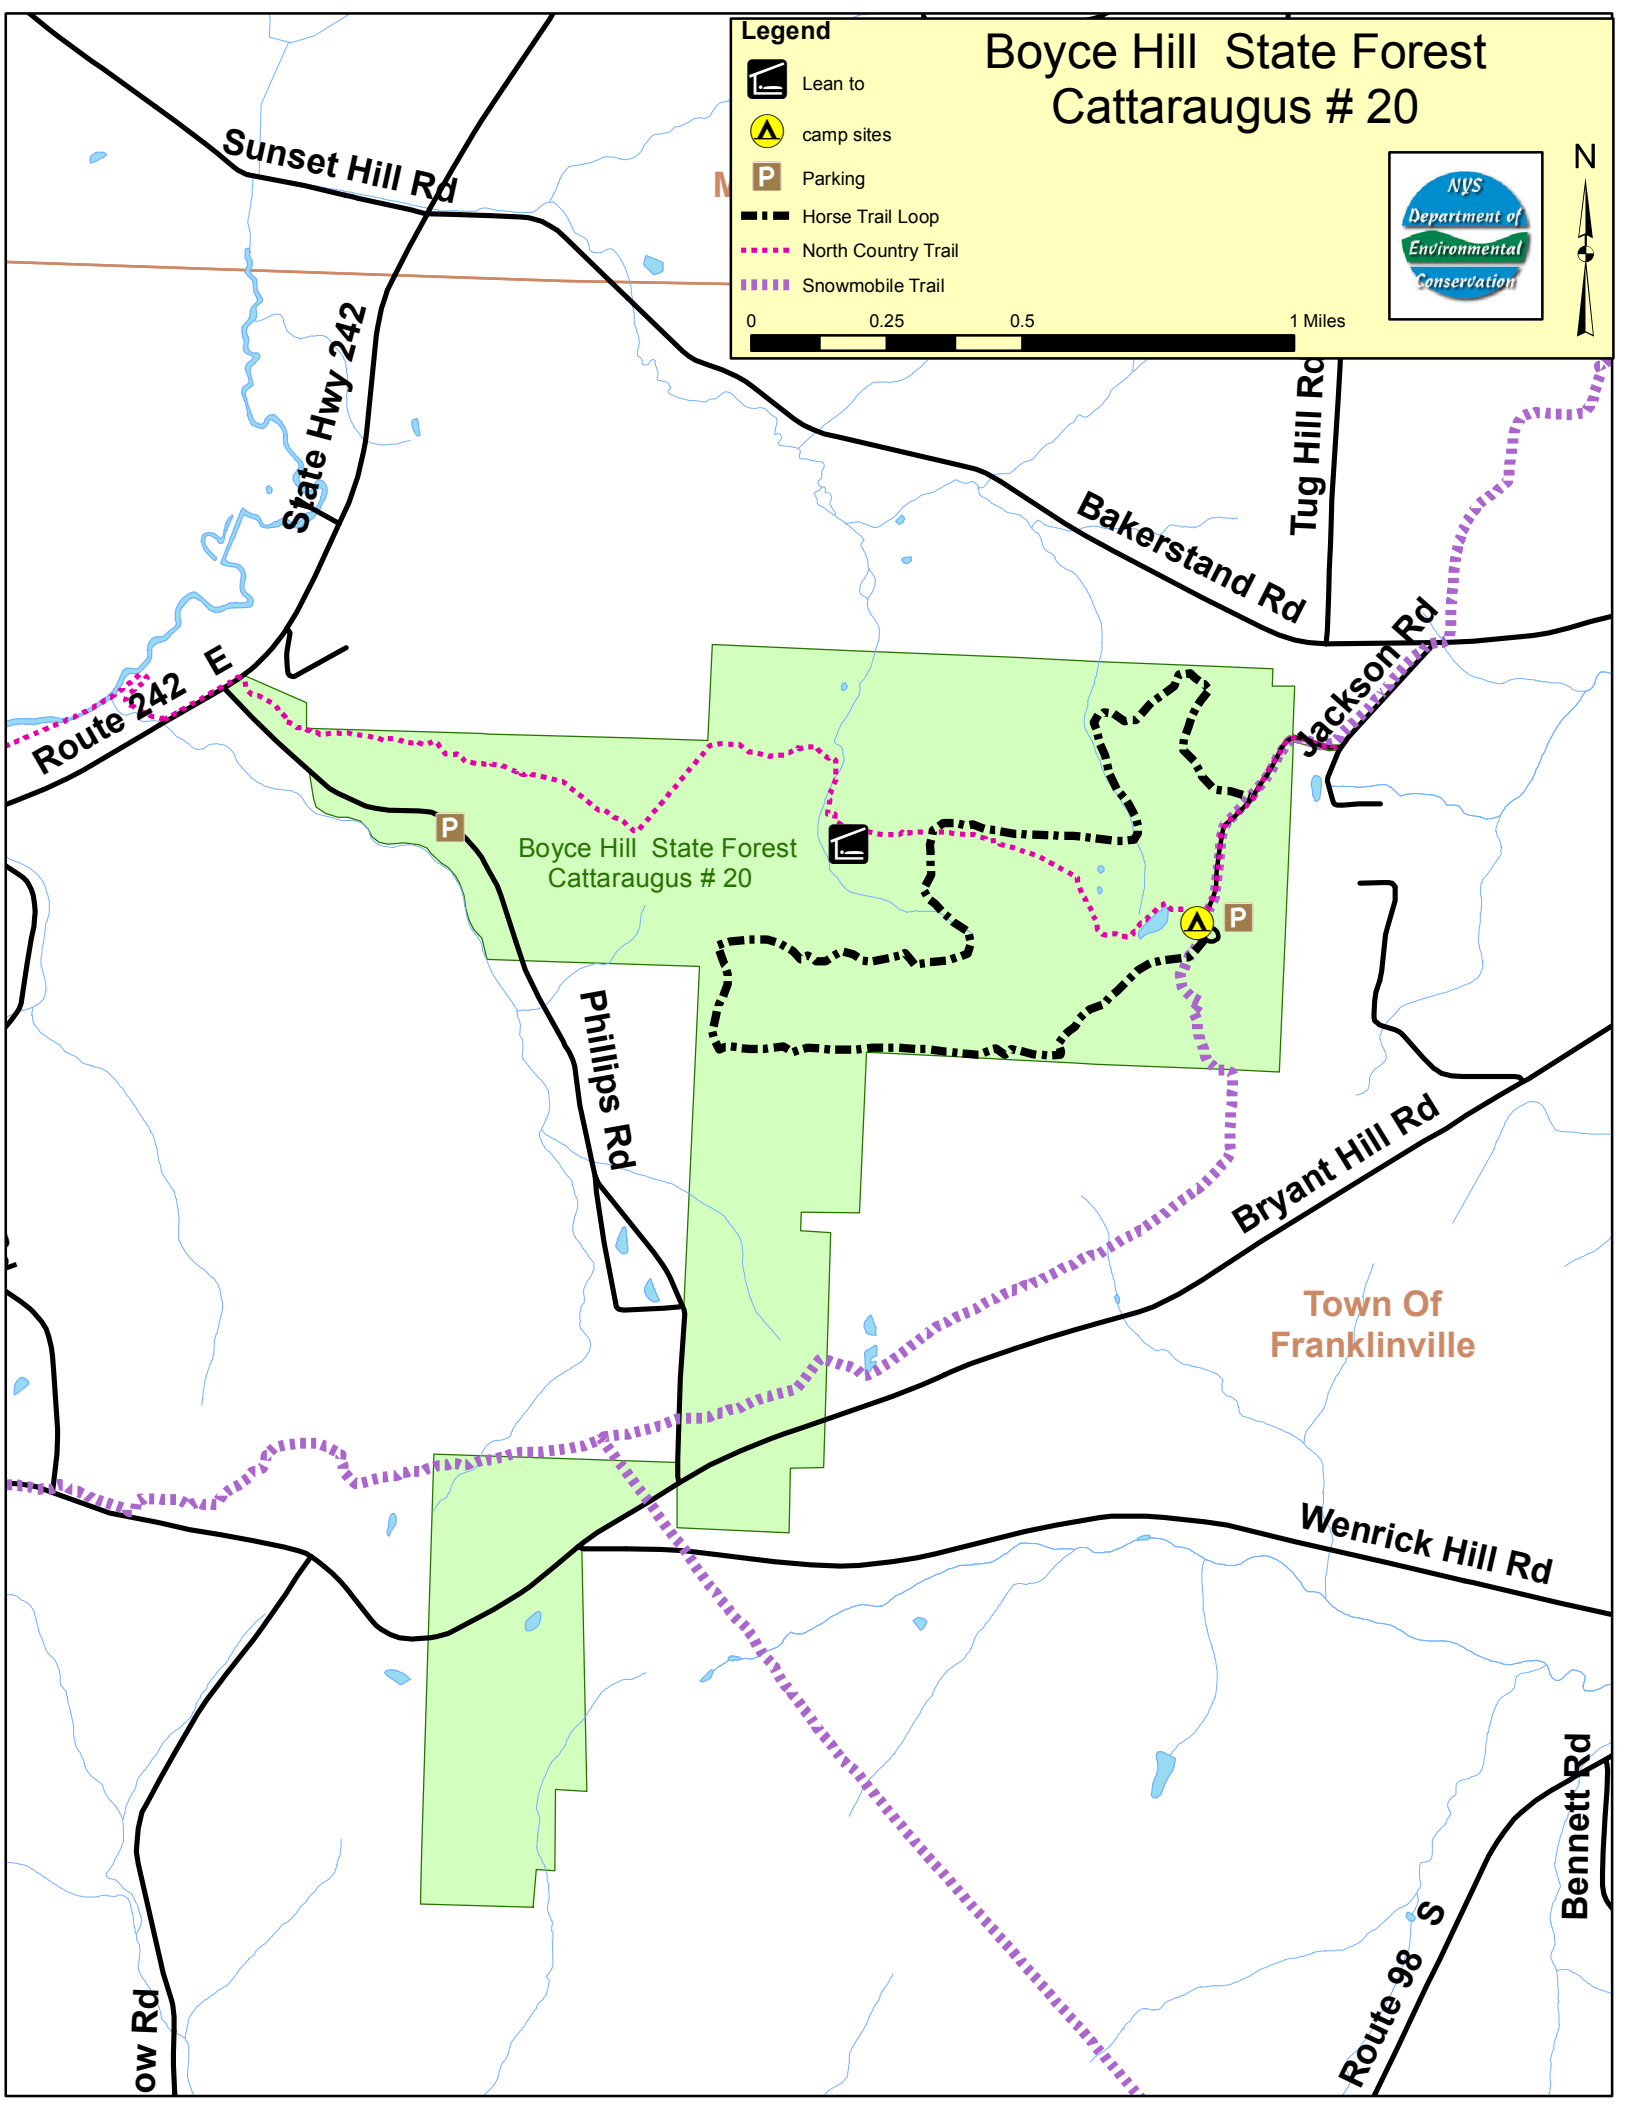 Legend
Boyce Hill  State Forest
Cattaraugus # 20
Lean to
camp sites
P Parking
Horse Trail Loop
North Country Trail
Snowmobile Trail
0 0.25 0.5 1 Miles
N
NYS
Department of
Environmental
Conservation
Sunset Hill Rd
M
State Hwy 242
Tug Hill Rd
Bakerstand Rd
Jackson Rd
Route 242 E
P
Boyce Hill  State Forest
Cattaraugus # 20
P
Phillips Rd
Bryant Hill Rd
Town Of
Franklinville
Wenrick Hill Rd
Bennett Rd
Route 98 S
ow Rd